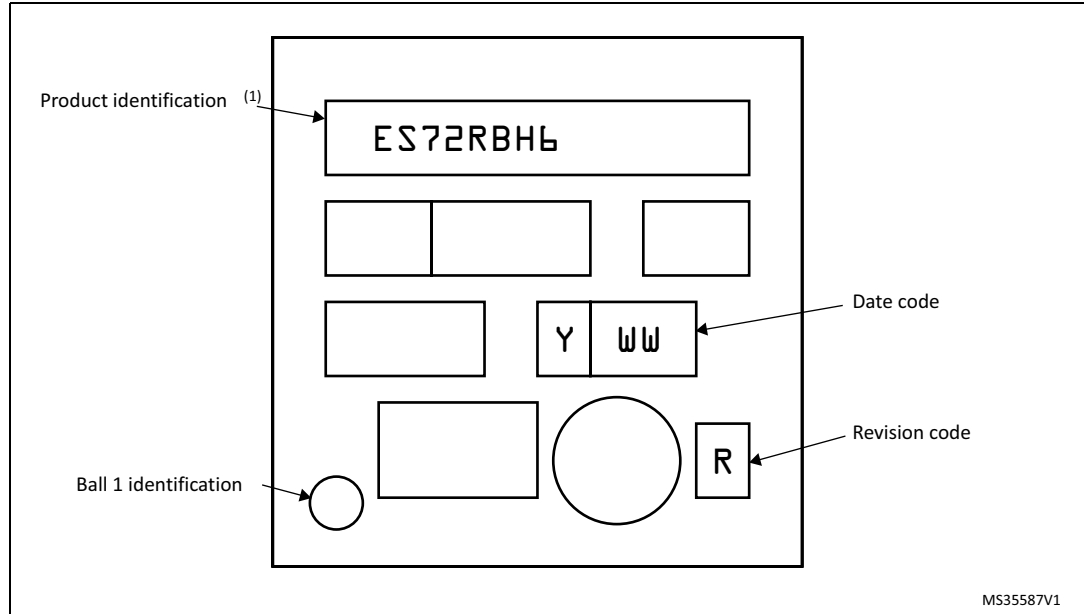 Product identification (1)
ES72RBH6
Date code
Y WW
Revision code
R
Ball 1 identification
MS35587V1